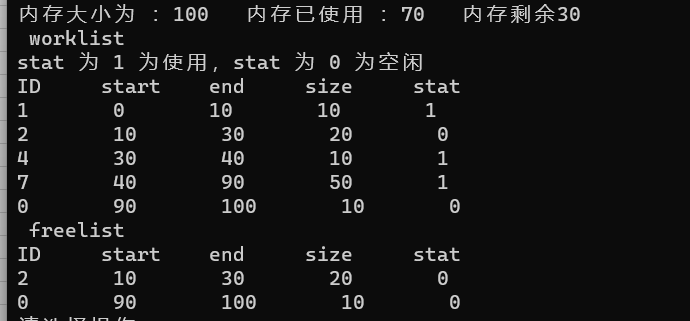 内存大小为 : 100 内存已使用 : 70 内存剩余30
worklist
stat 为 1 为使用, stat 为 0 为空闲
ID start end size stat
1 0 10 10 1
2 10 30 20 0
4 30 40 10 1
7 40 90 50 1
0 90 100 10 0
freelist
ID start end size stat
2 10 30 20 0
0 90 100 10 0